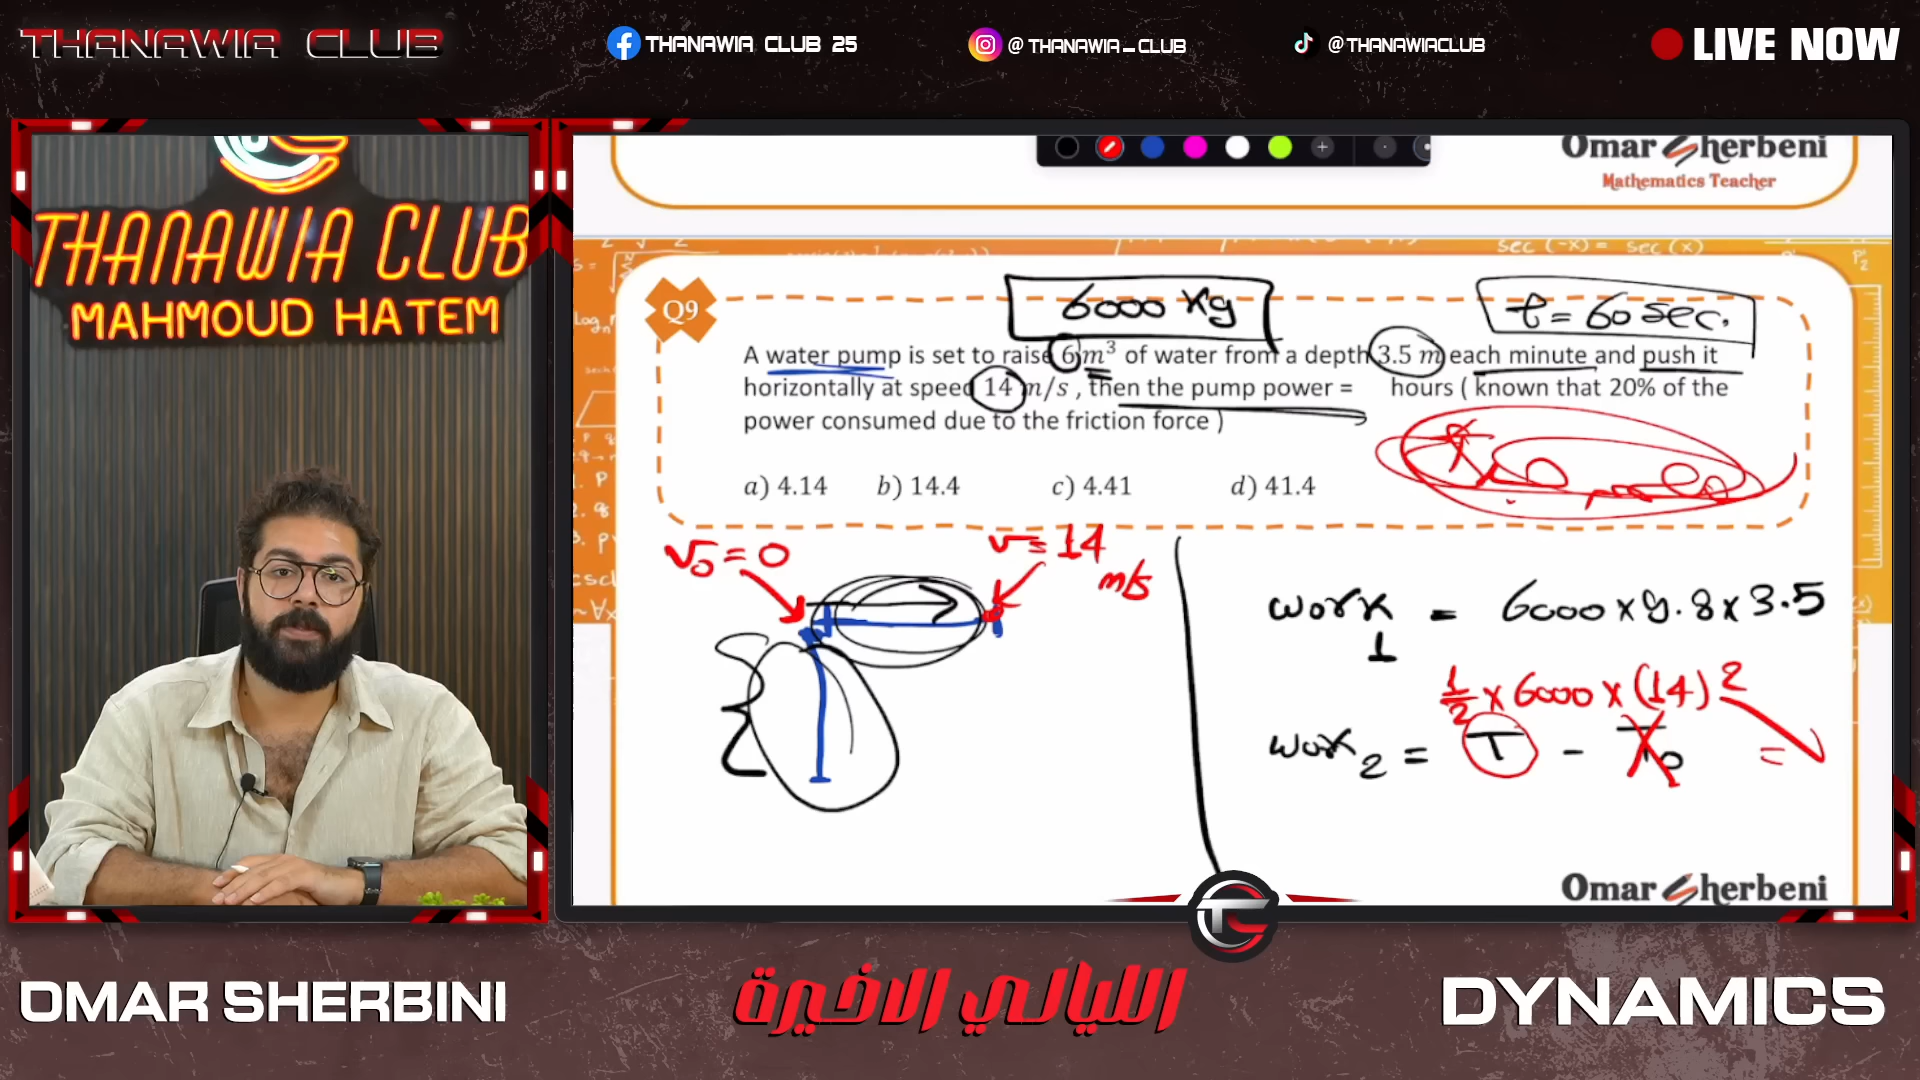 THANAWIA CLUB
THANAWIA CLUB 25
@ THANAWIA_CLUB
@THANAWIACLUB
LIVE NOW
THANAWIA CLUB
MAHMOUD HATEM
Omar Sherbeni
Mathematics Teacher
sec (-x) = sec (x)
Q9
6000 Kg
t = 60 sec.
A water pump is set to raise 6 m³ of water from a depth 3.5 m each minute and push it
horizontally at speed 14 m/s , then the pump power = hours ( known that 20% of the
power consumed due to the friction force )
a) 4.14 b) 14.4 c) 4.41 d) 41.4
v₀ = 0
v = 14
m/s
work₁ = 6000 x 9.8 x 3.5
1/2 x 6000 x (14)²
work₂ = T - T₀ =
Omar Sherbeni
TC
OMAR SHERBINI
الليالي الاخيرة
DYNAMICS